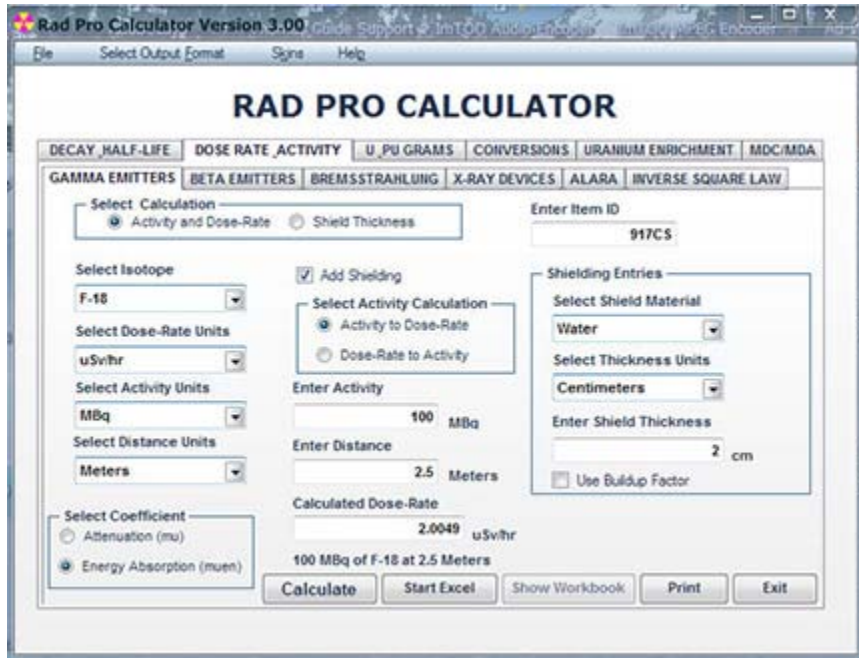 Rad Pro Calculator Version 3.00
File Select Output Format Skins Help
RAD PRO CALCULATOR
DECAY_HALF-LIFE DOSE RATE_ACTIVITY U_PU GRAMS CONVERSIONS URANIUM ENRICHMENT MDC/MDA
GAMMA EMITTERS BETA EMITTERS BREMSSTRAHLUNG X-RAY DEVICES ALARA INVERSE SQUARE LAW
Select Calculation
Activity and Dose-Rate Shield Thickness
Enter Item ID
917CS
Select Isotope
F-18
Select Dose-Rate Units
uSv/hr
Select Activity Units
MBq
Select Distance Units
Meters
Select Coefficient
Attenuation (mu)
Energy Absorption (muen)
Add Shielding
Select Activity Calculation
Activity to Dose-Rate
Dose-Rate to Activity
Enter Activity
100 MBq
Enter Distance
2.5 Meters
Calculated Dose-Rate
2.0049 uSv/hr
100 MBq of F-18 at 2.5 Meters
Shielding Entries
Select Shield Material
Water
Select Thickness Units
Centimeters
Enter Shield Thickness
2 cm
Use Buildup Factor
Calculate Start Excel Show Workbook Print Exit